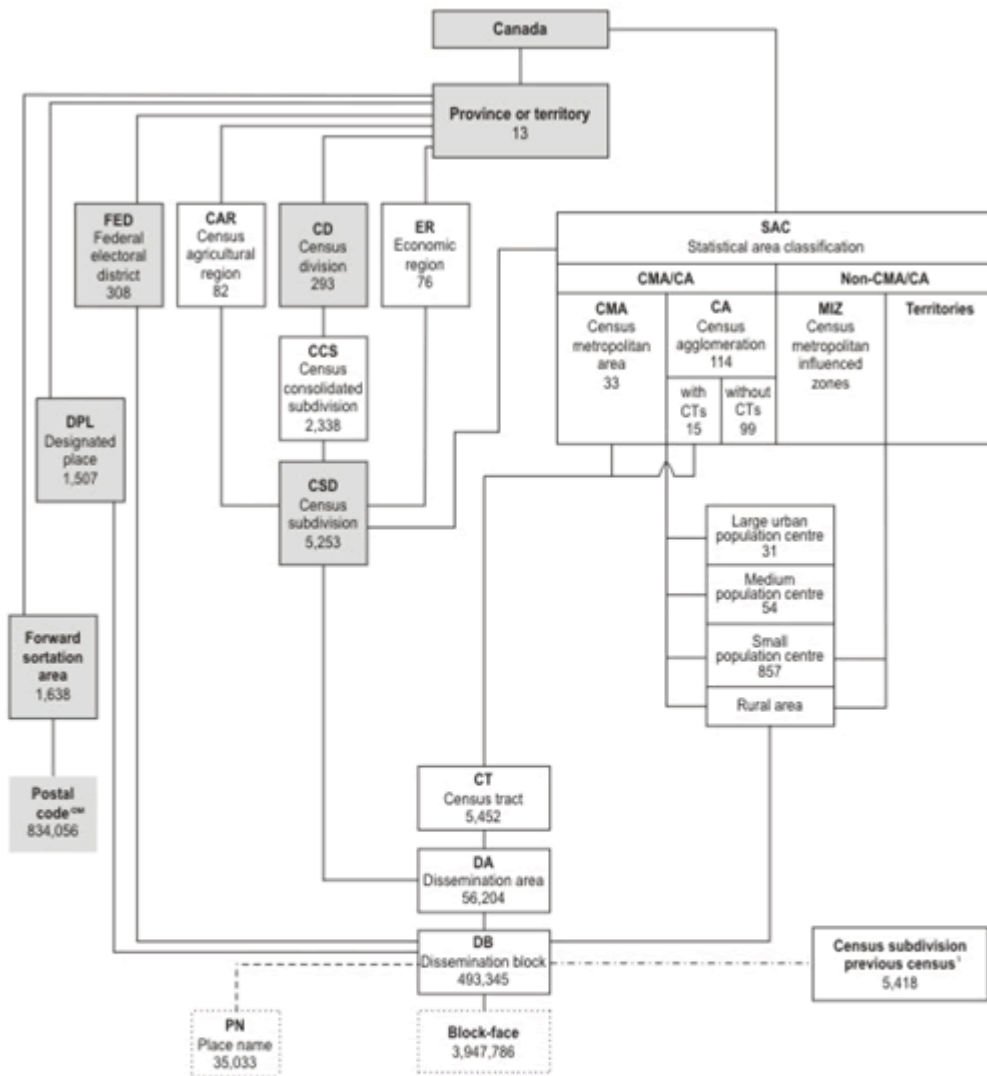 Canada
Province or territory
13
FED
Federal
electoral
district
308
CAR
Census
agricultural
region
82
CD
Census
division
293
ER
Economic
region
76
SAC
Statistical area classification
CMA/CA
Non-CMA/CA
CMA
Census
metropolitan
area
33
CA
Census
agglomeration
114
with
CTs
15
without
CTs
99
MIZ
Census
metropolitan
influenced
zones
Territories
CCS
Census
consolidated
subdivision
2,338
DPL
Designated
place
1,507
CSD
Census
subdivision
5,253
Large urban
population centre
31
Medium
population centre
54
Small
population centre
857
Rural area
Forward
sortation
area
1,638
Postal
code OM
834,056
CT
Census tract
5,452
DA
Dissemination area
56,204
DB
Dissemination block
493,345
Census subdivision
previous census 1
5,418
PN
Place name
35,033
Block-face
3,947,786